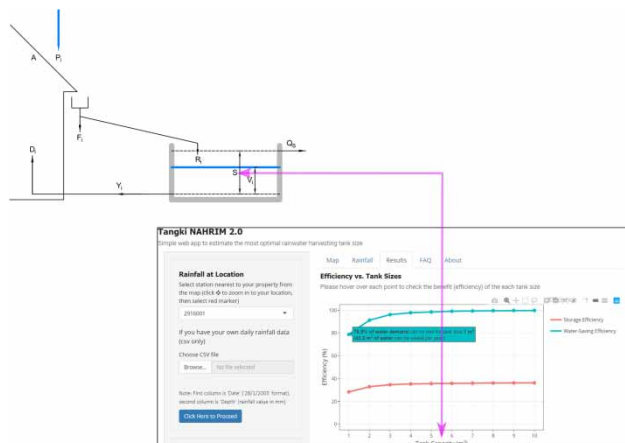 A
Pᵢ
Fᵢ
Dᵢ
Qₛ
Rᵢ
S
Vᵢ
Yᵢ
Tangki NAHRIM 2.0
Simple web app to estimate the most optimal rainwater harvesting tank size
Map Rainfall Results FAQ About
Rainfall at Location
Select station nearest to your property from
the map (click to zoom in to your location,
then select red marker)
2916001
If you have your own daily rainfall data
(csv only)
Choose CSV file
Browse... No file selected
Note: First column is 'Date' ('28/1/2003' format),
second column is 'Depth' (rainfall value in mm)
Click Here to Proceed
Efficiency vs. Tank Sizes
Please hover over each point to check the benefit (efficiency) of the each tank size
Efficiency (%)
100
80
60
40
20
0
1 2 3 4 5 6 7 8 9 10
Storage Efficiency
Water-Saving Efficiency